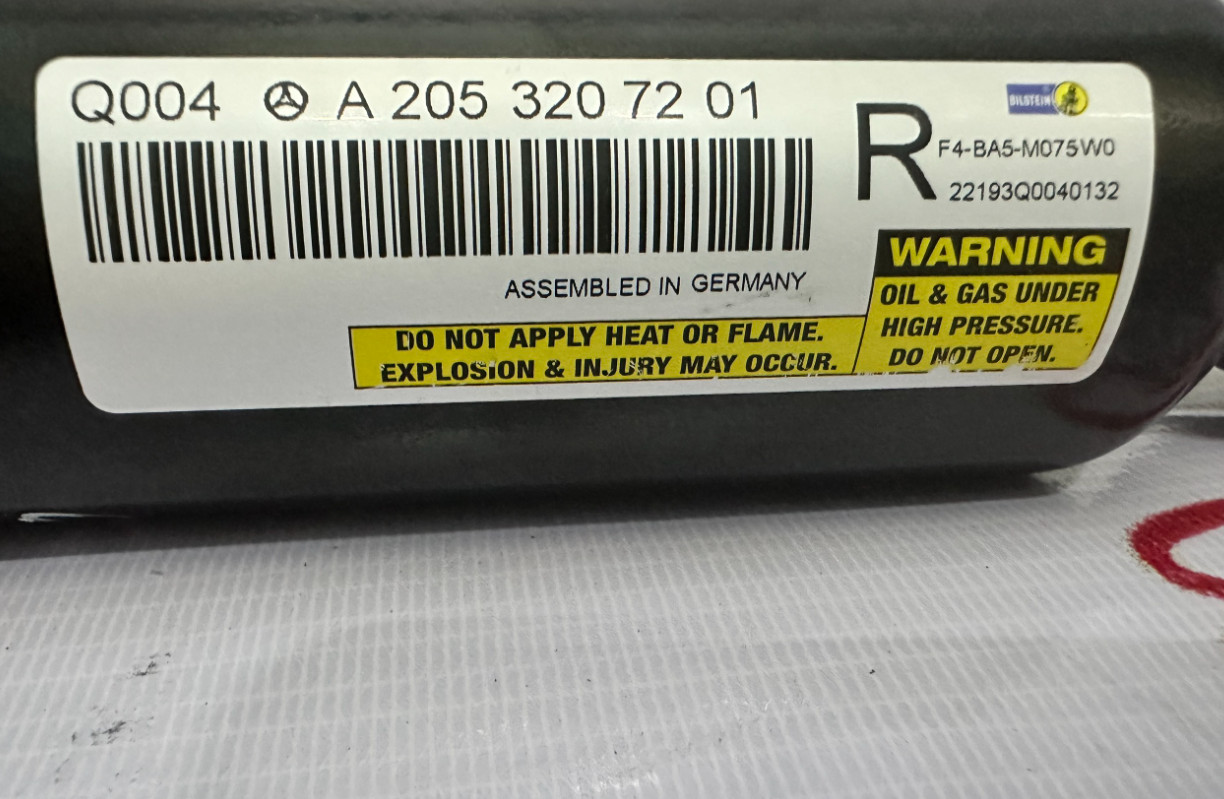 Q004 A 205 320 72 01
R
BILSTEIN
F4-BA5-M075W0
22193Q0040132
ASSEMBLED IN GERMANY
DO NOT APPLY HEAT OR FLAME.
EXPLOSION & INJURY MAY OCCUR.
WARNING
OIL & GAS UNDER
HIGH PRESSURE.
DO NOT OPEN.